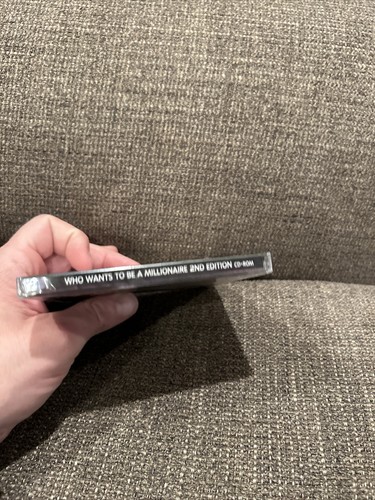 WHO WANTS TO BE A MILLIONAIRE 2ND EDITION CD-ROM